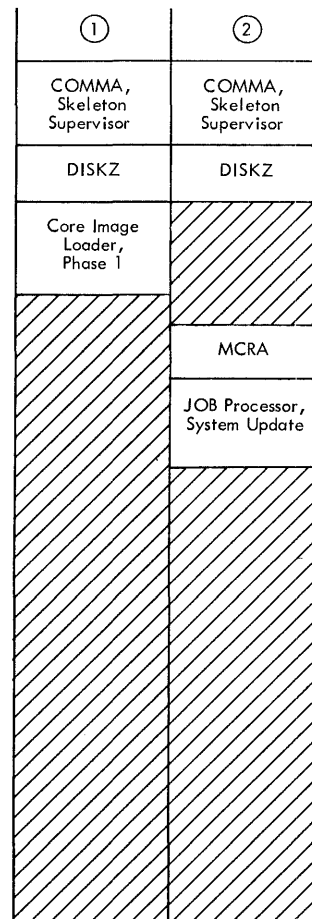 1
2
COMMA,
Skeleton
Supervisor
COMMA,
Skeleton
Supervisor
DISKZ
DISKZ
Core Image
Loader,
Phase 1
MCRA
JOB Processor,
System Update